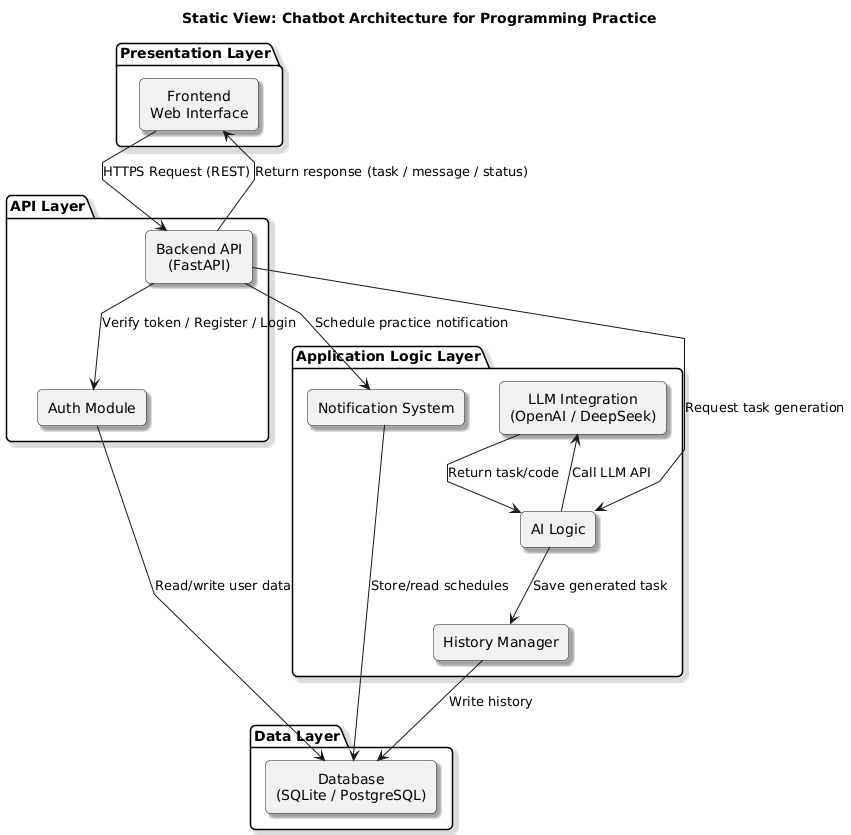 Static View: Chatbot Architecture for Programming Practice
Presentation Layer
Frontend
Web Interface
HTTPS Request (REST)
Return response (task / message / status)
API Layer
Backend API
(FastAPI)
Verify token / Register / Login
Schedule practice notification
Application Logic Layer
Auth Module
Notification System
LLM Integration
(OpenAI / DeepSeek)
Request task generation
Return task/code
Call LLM API
AI Logic
Read/write user data
Store/read schedules
Save generated task
History Manager
Write history
Data Layer
Database
(SQLite / PostgreSQL)